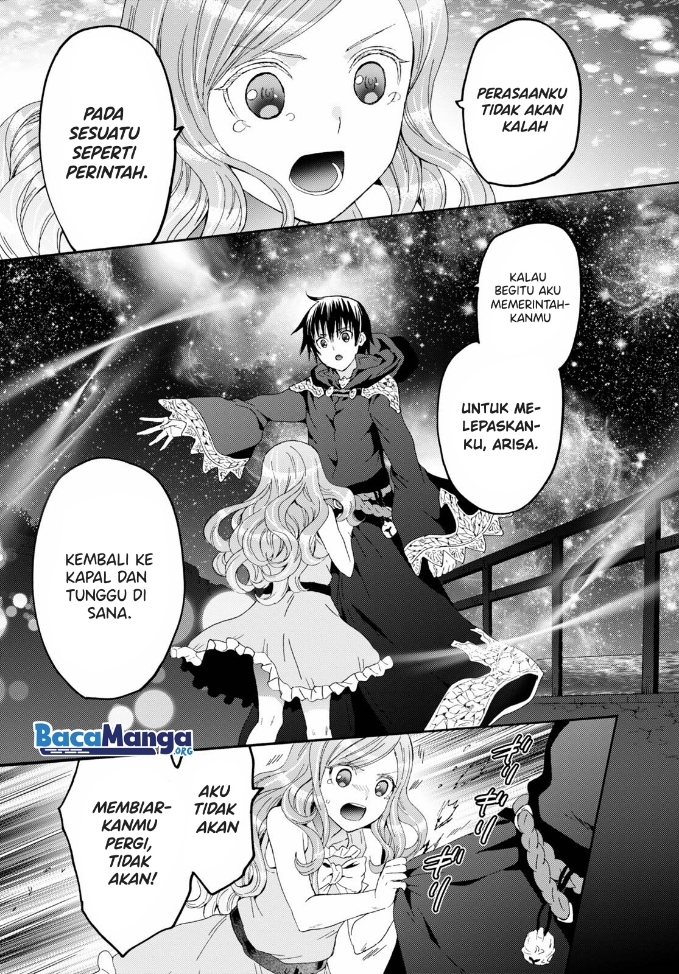 PERASAANKU
TIDAK AKAN
KALAH
PADA
SESUATU
SEPERTI
PERINTAH.
KALAU
BEGITU AKU
MEMERINTAH-
KANMU
UNTUK ME-
LEPASKAN-
KU, ARISA.
KEMBALI KE
KAPAL DAN
TUNGGU DI
SANA.
BacaManga
.ORG
AKU
TIDAK
AKAN
MEMBIAR-
KANMU
PERGI,
TIDAK
AKAN!